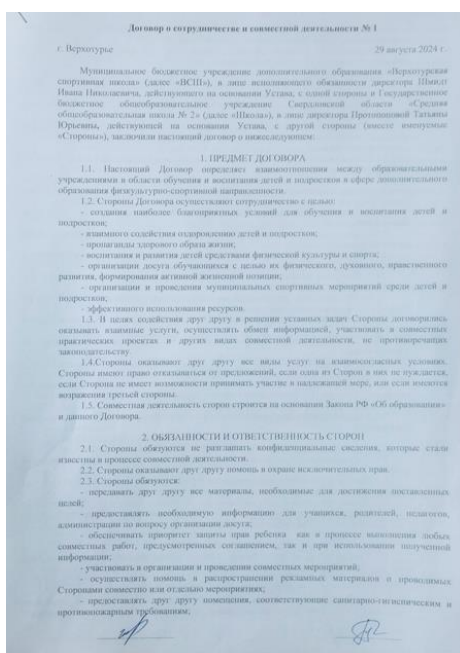 Договор о сотрудничестве и совместной деятельности № 1
г. Верхотурье 29 августа 2024 г.
Муниципальное бюджетное учреждение дополнительного образования «Верхотурская
спортивная школа» (далее «ВСШ»), в лице исполняющего обязанности директора Шмидт
Ивана Николаевича, действующего на основании Устава, с одной стороны и Государственное
бюджетное общеобразовательное учреждение Свердловской области «Средняя
общеобразовательная школа № 2» (далее «Школа»), в лице директора Протопоповой Татьяны
Юрьевны, действующей на основании Устава, с другой стороны (вместе именуемые
«Стороны»), заключили настоящий договор о нижеследующем:
1. ПРЕДМЕТ ДОГОВОРА
1.1. Настоящий Договор определяет взаимоотношения между образовательными
учреждениями в области обучения и воспитания детей и подростков в сфере дополнительного
образования физкультурно-спортивной направленности.
1.2. Стороны Договора осуществляют сотрудничество с целью:
- создания наиболее благоприятных условий для обучения и воспитания детей и
подростков;
- взаимного содействия оздоровлению детей и подростков;
- пропаганды здорового образа жизни;
- воспитания и развития детей средствами физической культуры и спорта;
- организации досуга обучающихся с целью их физического, духовного, нравственного
развития, формирования активной жизненной позиции;
- организации и проведения муниципальных спортивных мероприятий среди детей и
подростков;
- эффективного использования ресурсов.
1.3. В целях содействия друг другу в решении уставных задач Стороны договорились
оказывать взаимные услуги, осуществлять обмен информацией, участвовать в совместных
практических проектах и других видах совместной деятельности, не противоречащих
законодательству
1.4.Стороны оказывают друг другу все виды услуг на взаимосогласных условиях.
Стороны имеют право отказываться от предложений, если одна из Сторон в них не нуждается,
если Сторона не имеет возможности принимать участие в надлежащей мере, или если имеются
возражения третьей стороны.
1.5. Совместная деятельность сторон строится на основании Закона РФ «Об образовании»
и данного Договора.
2. ОБЯЗАННОСТИ И ОТВЕТСТВЕННОСТЬ СТОРОН
2.1. Стороны обязуются не разглашать конфиденциальные сведения, которые стали
известны в процессе совместной деятельности.
2.2. Стороны оказывают друг другу помощь в охране исключительных прав.
2.3. Стороны обязуются:
- передавать друг другу все материалы, необходимые для достижения поставленных
целей;
- предоставлять необходимую информацию для учащихся, родителей, педагогов,
администрации по вопросу организации досуга;
- обеспечивать приоритет защиты прав ребенка как в процессе выполнения любых
совместных работ, предусмотренных соглашением, так и при использовании полученной
информации;
- участвовать в организации и проведении совместных мероприятий;
- осуществлять помощь в распространении рекламных материалов о проводимых
Сторонами совместно или отдельно мероприятиях;
- предоставлять друг другу помещения, соответствующие санитарно-гигиеническим и
противопожарным требованиям;